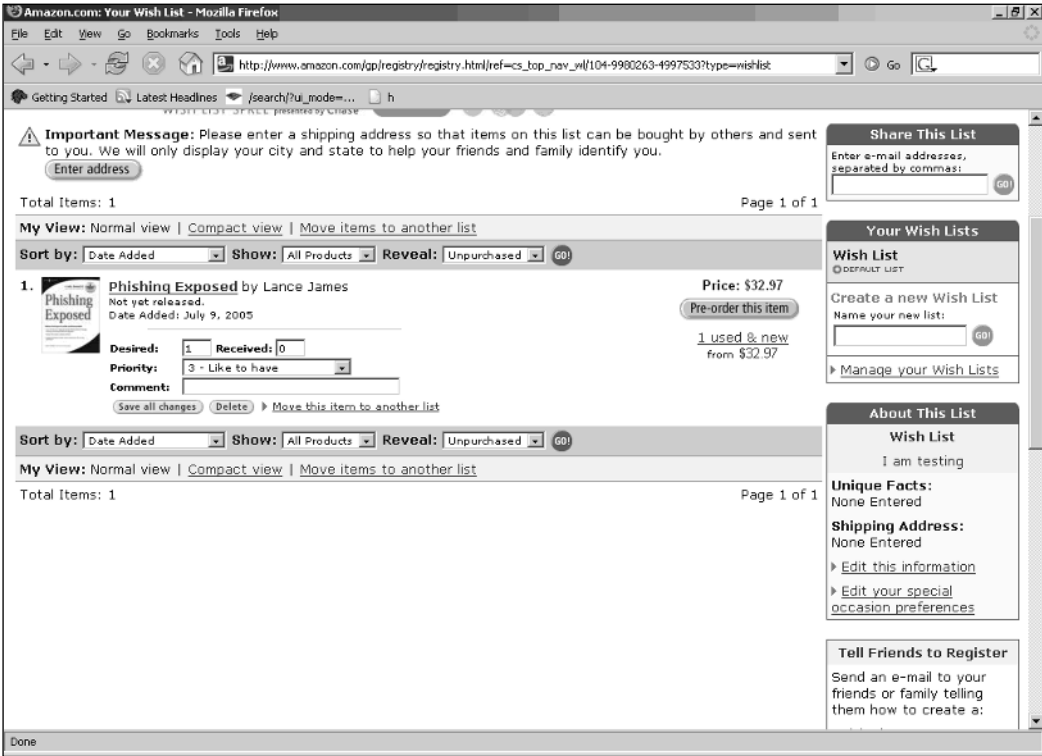 Amazon.com: Your Wish List - Mozilla Firefox
File Edit View Go Bookmarks Tools Help
http://www.amazon.com/gp/registry/registry.html/ref=cs_top_nav_wl/104-9980263-4997533?type=wishlist
Go
Getting Started Latest Headlines /search/?ui_mode=... h
WISH LIST SPREE presented by Chase
Important Message: Please enter a shipping address so that items on this list can be bought by others and sent
to you. We will only display your city and state to help your friends and family identify you.
Enter address
Total Items: 1 Page 1 of 1
My View: Normal view | Compact view | Move items to another list
Sort by: Date Added Show: All Products Reveal: Unpurchased GO!
1. Phishing Exposed by Lance James
Not yet released.
Date Added: July 9, 2005
Phishing
Exposed
Price: $32.97
Pre-order this item
1 used & new
from $32.97
Desired: 1 Received: 0
Priority: 3 - Like to have
Comment:
Save all changes Delete Move this item to another list
Sort by: Date Added Show: All Products Reveal: Unpurchased GO!
My View: Normal view | Compact view | Move items to another list
Total Items: 1 Page 1 of 1
Share This List
Enter e-mail addresses,
separated by commas:
GO!
Your Wish Lists
Wish List
DEFAULT LIST
Create a new Wish List
Name your new list:
GO!
Manage your Wish Lists
About This List
Wish List
I am testing
Unique Facts:
None Entered
Shipping Address:
None Entered
Edit this information
Edit your special
occasion preferences
Tell Friends to Register
Send an e-mail to your
friends or family telling
them how to create a:
Done